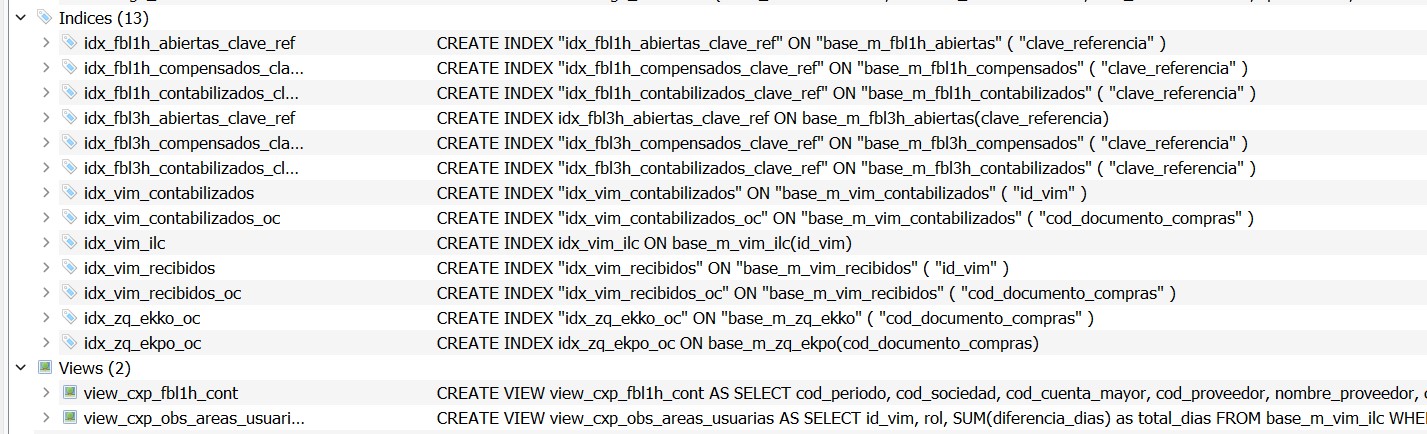 Indices (13)
idx_fbl1h_abiertas_clave_ref CREATE INDEX "idx_fbl1h_abiertas_clave_ref" ON "base_m_fbl1h_abiertas" ( "clave_referencia" )
idx_fbl1h_compensados_cla... CREATE INDEX "idx_fbl1h_compensados_clave_ref" ON "base_m_fbl1h_compensados" ( "clave_referencia" )
idx_fbl1h_contabilizados_cl... CREATE INDEX "idx_fbl1h_contabilizados_clave_ref" ON "base_m_fbl1h_contabilizados" ( "clave_referencia" )
idx_fbl3h_abiertas_clave_ref CREATE INDEX idx_fbl3h_abiertas_clave_ref ON base_m_fbl3h_abiertas(clave_referencia)
idx_fbl3h_compensados_cla... CREATE INDEX "idx_fbl3h_compensados_clave_ref" ON "base_m_fbl3h_compensados" ( "clave_referencia" )
idx_fbl3h_contabilizados_cl... CREATE INDEX "idx_fbl3h_contabilizados_clave_ref" ON "base_m_fbl3h_contabilizados" ( "clave_referencia" )
idx_vim_contabilizados CREATE INDEX "idx_vim_contabilizados" ON "base_m_vim_contabilizados" ( "id_vim" )
idx_vim_contabilizados_oc CREATE INDEX "idx_vim_contabilizados_oc" ON "base_m_vim_contabilizados" ( "cod_documento_compras" )
idx_vim_ilc CREATE INDEX idx_vim_ilc ON base_m_vim_ilc(id_vim)
idx_vim_recibidos CREATE INDEX "idx_vim_recibidos" ON "base_m_vim_recibidos" ( "id_vim" )
idx_vim_recibidos_oc CREATE INDEX "idx_vim_recibidos_oc" ON "base_m_vim_recibidos" ( "cod_documento_compras" )
idx_zq_ekko_oc CREATE INDEX "idx_zq_ekko_oc" ON "base_m_zq_ekko" ( "cod_documento_compras" )
idx_zq_ekpo_oc CREATE INDEX idx_zq_ekpo_oc ON base_m_zq_ekpo(cod_documento_compras)
Views (2)
view_cxp_fbl1h_cont CREATE VIEW view_cxp_fbl1h_cont AS SELECT cod_periodo, cod_sociedad, cod_cuenta_mayor, cod_proveedor, nombre_proveedor,
view_cxp_obs_areas_usuari... CREATE VIEW view_cxp_obs_areas_usuarias AS SELECT id_vim, rol, SUM(diferencia_dias) as total_dias FROM base_m_vim_ilc WHE